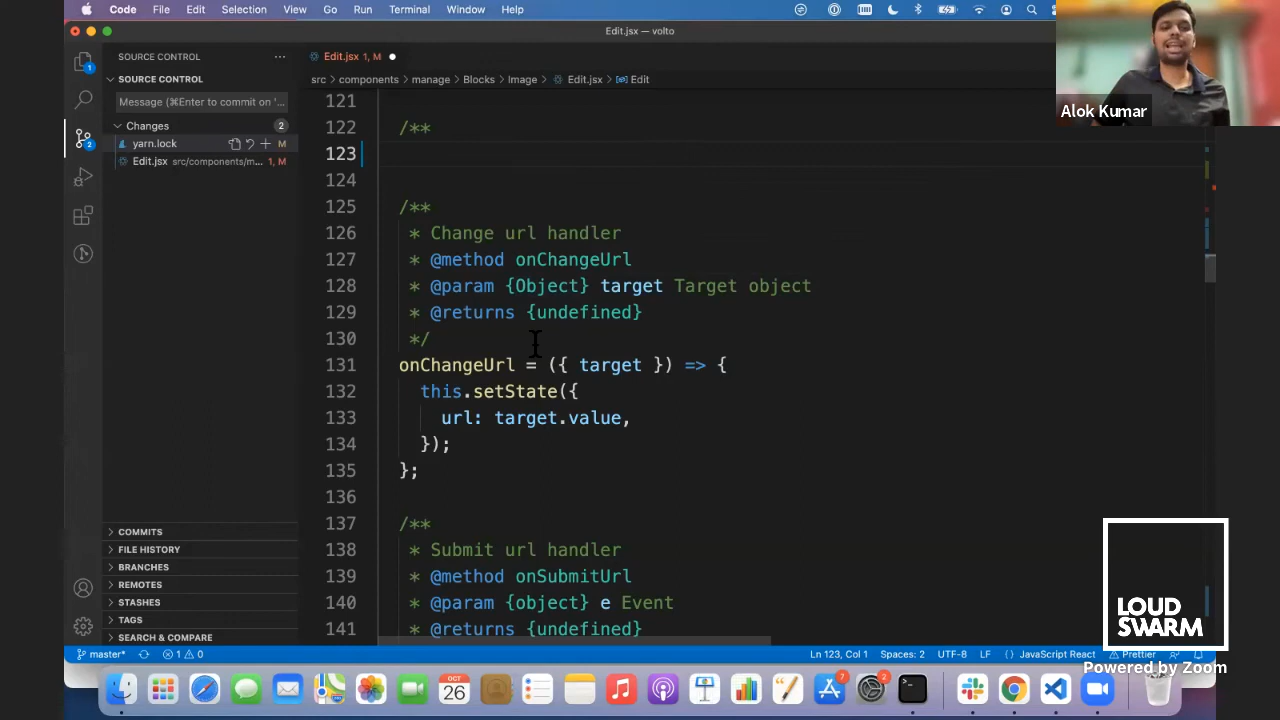 Code File Edit Selection View Go Run Terminal Window Help
Edit.jsx — volto
SOURCE CONTROL
Edit.jsx 1, M
SOURCE CONTROL
src > components > manage > Blocks > Image > Edit.jsx > Edit
Message (⌘Enter to commit on '...
Changes 2
yarn.lock M
Edit.jsx src/components/m... 1, M
1
2
COMMITS
FILE HISTORY
BRANCHES
REMOTES
STASHES
TAGS
SEARCH & COMPARE
121
122 /**
123
124
125 /**
126 * Change url handler
127 * @method onChangeUrl
128 * @param {Object} target Target object
129 * @returns {undefined}
130 */
131 onChangeUrl = ({ target }) => {
132 this.setState({
133 url: target.value,
134 });
135 };
136
137 /**
138 * Submit url handler
139 * @method onSubmitUrl
140 * @param {object} e Event
141 * @returns {undefined}
master* 1 0 Ln 123, Col 1 Spaces: 2 UTF-8 LF {} JavaScript React Prettier
Alok Kumar
LOUD
SWARM
Powered by Zoom
OCT
26
7
2